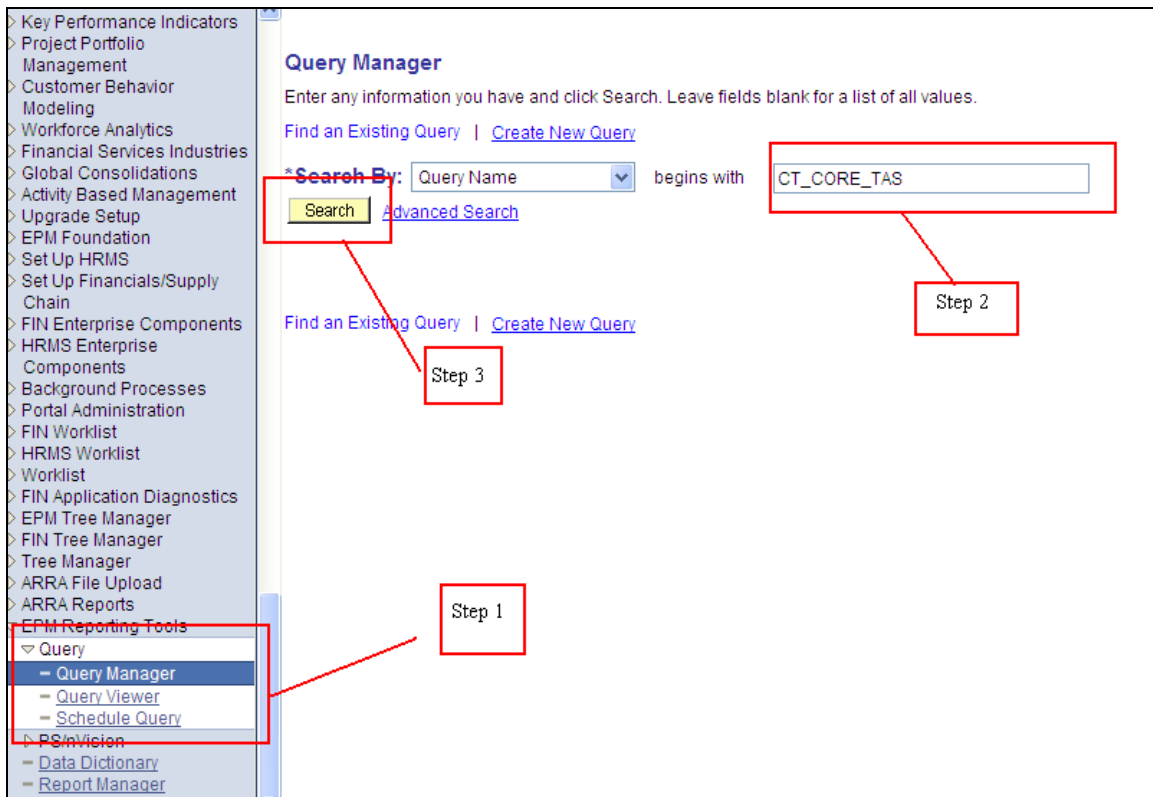 Key Performance Indicators
Project Portfolio
Management
Customer Behavior
Modeling
Workforce Analytics
Financial Services Industries
Global Consolidations
Activity Based Management
Upgrade Setup
EPM Foundation
Set Up HRMS
Set Up Financials/Supply
Chain
FIN Enterprise Components
HRMS Enterprise
Components
Background Processes
Portal Administration
FIN Worklist
HRMS Worklist
Worklist
FIN Application Diagnostics
EPM Tree Manager
FIN Tree Manager
Tree Manager
ARRA File Upload
ARRA Reports
EPM Reporting Tools
Query
– Query Manager
– Query Viewer
– Schedule Query
PS/nVision
– Data Dictionary
– Report Manager
Query Manager
Enter any information you have and click Search. Leave fields blank for a list of all values.
Find an Existing Query | Create New Query
*Search By: Query Name begins with CT_CORE_TAS
Search Advanced Search
Step 2
Find an Existing Query | Create New Query
Step 3
Step 1